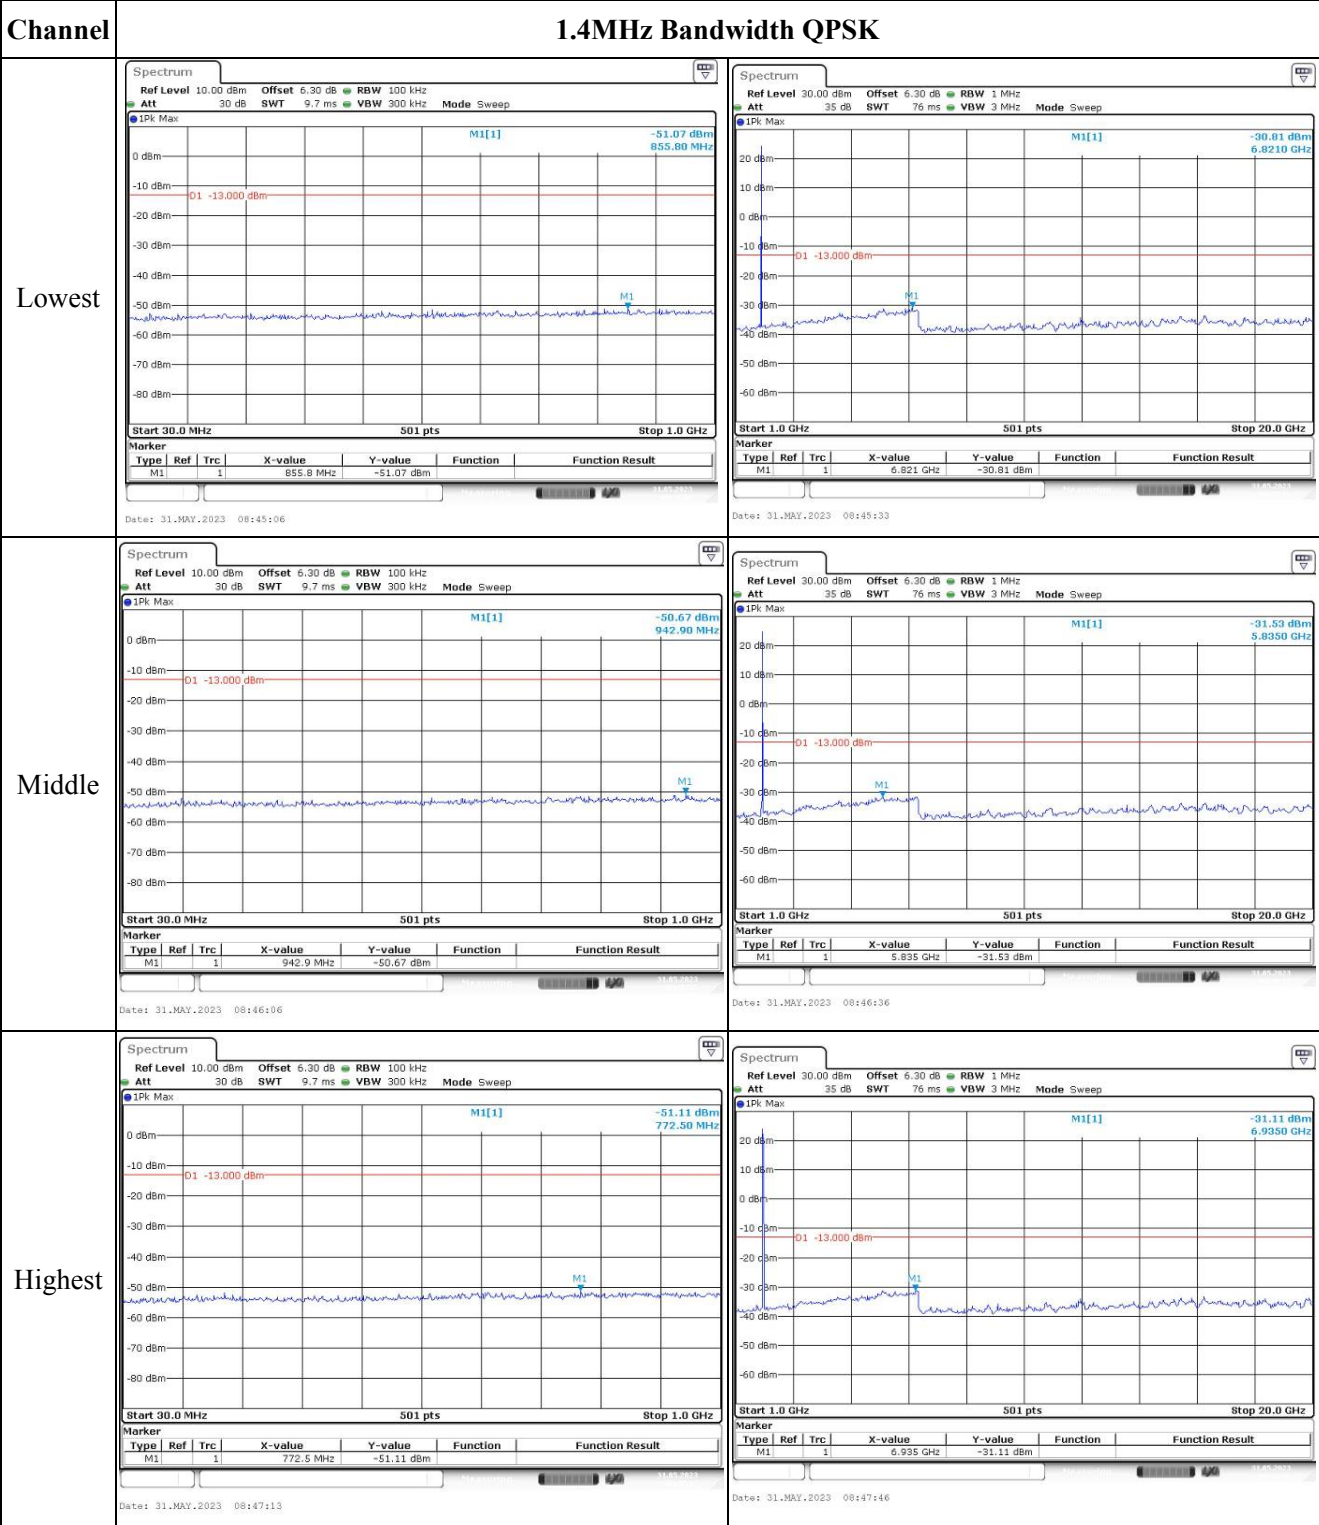 Channel 1.4MHz Bandwidth QPSK
Lowest
Spectrum
Ref Level 10.00 dBm Offset 6.30 dB RBW 100 kHz
Att 30 dB SWT 9.7 ms VBW 300 kHz Mode Sweep
1Pk Max
M1[1] -51.07 dBm
855.80 MHz
0 dBm
-10 dBm
D1 -13.000 dBm
-20 dBm
-30 dBm
-40 dBm
-50 dBm
M1
-60 dBm
-70 dBm
-80 dBm
Start 30.0 MHz 501 pts Stop 1.0 GHz
Marker
Type Ref Trc X-value Y-value Function Function Result
M1 1 855.8 MHz -51.07 dBm
Date: 31.MAY.2023 08:45:06
Spectrum
Ref Level 30.00 dBm Offset 6.30 dB RBW 1 MHz
Att 35 dB SWT 76 ms VBW 3 MHz Mode Sweep
1Pk Max
M1[1] -30.81 dBm
6.8210 GHz
20 dBm
10 dBm
0 dBm
-10 dBm
D1 -13.000 dBm
-20 dBm
M1
-30 dBm
-40 dBm
-50 dBm
-60 dBm
Start 1.0 GHz 501 pts Stop 20.0 GHz
Marker
Type Ref Trc X-value Y-value Function Function Result
M1 1 6.821 GHz -30.81 dBm
Date: 31.MAY.2023 08:45:33
Middle
Spectrum
Ref Level 10.00 dBm Offset 6.30 dB RBW 100 kHz
Att 30 dB SWT 9.7 ms VBW 300 kHz Mode Sweep
1Pk Max
M1[1] -50.67 dBm
942.90 MHz
0 dBm
-10 dBm
D1 -13.000 dBm
-20 dBm
-30 dBm
-40 dBm
M1
-50 dBm
-60 dBm
-70 dBm
-80 dBm
Start 30.0 MHz 501 pts Stop 1.0 GHz
Marker
Type Ref Trc X-value Y-value Function Function Result
M1 1 942.9 MHz -50.67 dBm
Date: 31.MAY.2023 08:46:06
Spectrum
Ref Level 30.00 dBm Offset 6.30 dB RBW 1 MHz
Att 35 dB SWT 76 ms VBW 3 MHz Mode Sweep
1Pk Max
M1[1] -31.53 dBm
5.8350 GHz
20 dBm
10 dBm
0 dBm
-10 dBm
D1 -13.000 dBm
-20 dBm
M1
-30 dBm
-40 dBm
-50 dBm
-60 dBm
Start 1.0 GHz 501 pts Stop 20.0 GHz
Marker
Type Ref Trc X-value Y-value Function Function Result
M1 1 5.835 GHz -31.53 dBm
Date: 31.MAY.2023 08:46:36
Highest
Spectrum
Ref Level 10.00 dBm Offset 6.30 dB RBW 100 kHz
Att 30 dB SWT 9.7 ms VBW 300 kHz Mode Sweep
1Pk Max
M1[1] -51.11 dBm
772.50 MHz
0 dBm
-10 dBm
D1 -13.000 dBm
-20 dBm
-30 dBm
-40 dBm
M1
-50 dBm
-60 dBm
-70 dBm
-80 dBm
Start 30.0 MHz 501 pts Stop 1.0 GHz
Marker
Type Ref Trc X-value Y-value Function Function Result
M1 1 772.5 MHz -51.11 dBm
Date: 31.MAY.2023 08:47:13
Spectrum
Ref Level 30.00 dBm Offset 6.30 dB RBW 1 MHz
Att 35 dB SWT 76 ms VBW 3 MHz Mode Sweep
1Pk Max
M1[1] -31.11 dBm
6.9350 GHz
20 dBm
10 dBm
0 dBm
-10 dBm
D1 -13.000 dBm
-20 dBm
M1
-30 dBm
-40 dBm
-50 dBm
-60 dBm
Start 1.0 GHz 501 pts Stop 20.0 GHz
Marker
Type Ref Trc X-value Y-value Function Function Result
M1 1 6.935 GHz -31.11 dBm
Date: 31.MAY.2023 08:47:46